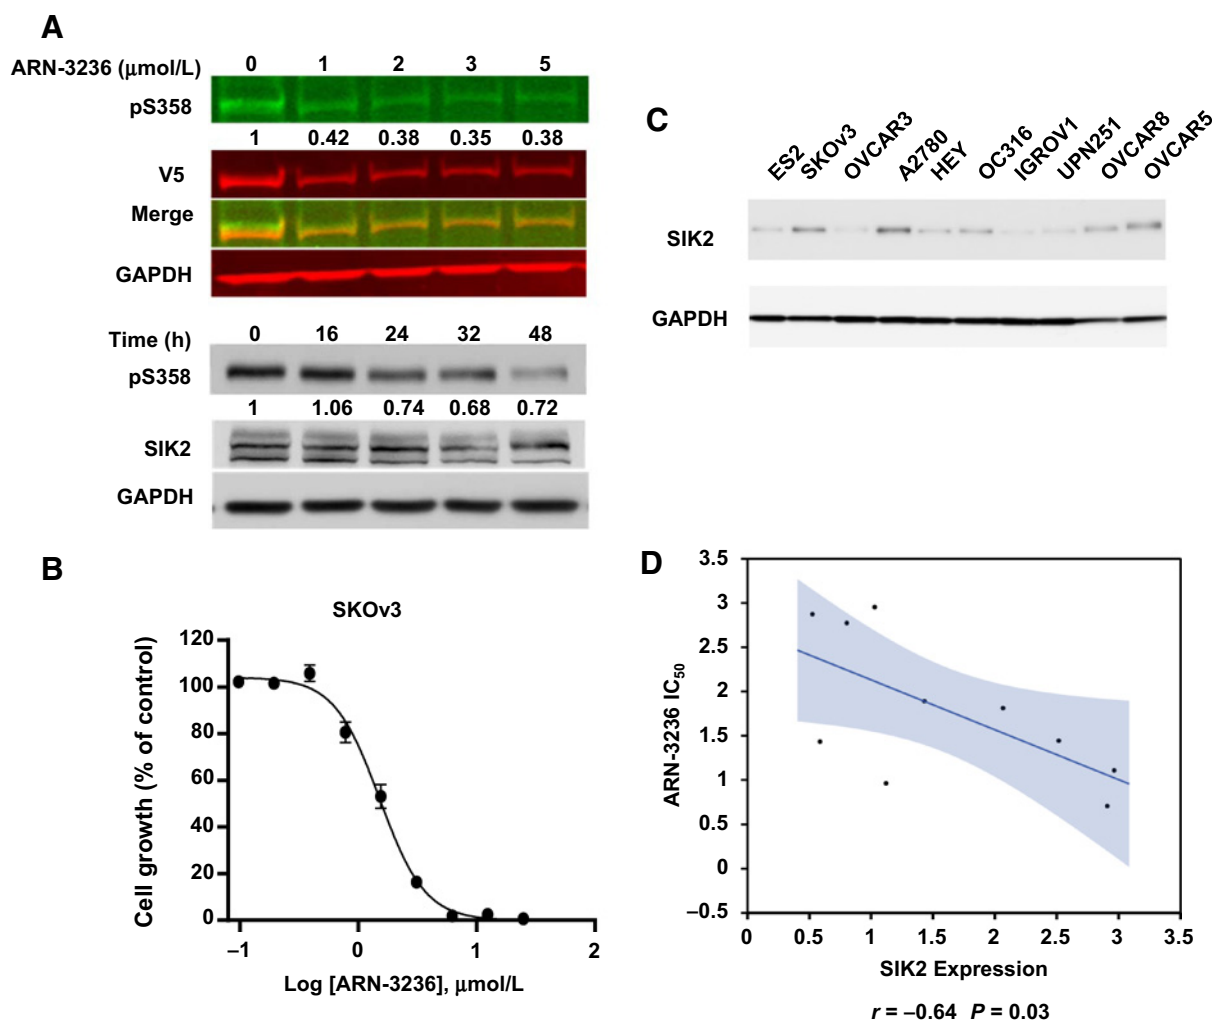 A
ARN-3236 (μmol/L) 0 1 2 3 5
pS358
1 0.42 0.38 0.35 0.38
V5
Merge
GAPDH
Time (h) 0 16 24 32 48
pS358
1 1.06 0.74 0.68 0.72
SIK2
GAPDH
B
SKOv3
Cell growth (% of control)
120
100
80
60
40
20
0
–1 0 1 2
Log [ARN-3236], μmol/L
C
ES2 SKOv3 OVCAR3 A2780 HEY OC316 IGROV1 UPN251 OVCAR8 OVCAR5
SIK2
GAPDH
D
ARN-3236 IC50
3.5
3
2.5
2
1.5
1
0.5
0
–0.5
0 0.5 1 1.5 2 2.5 3 3.5
SIK2 Expression
r = –0.64 P = 0.03